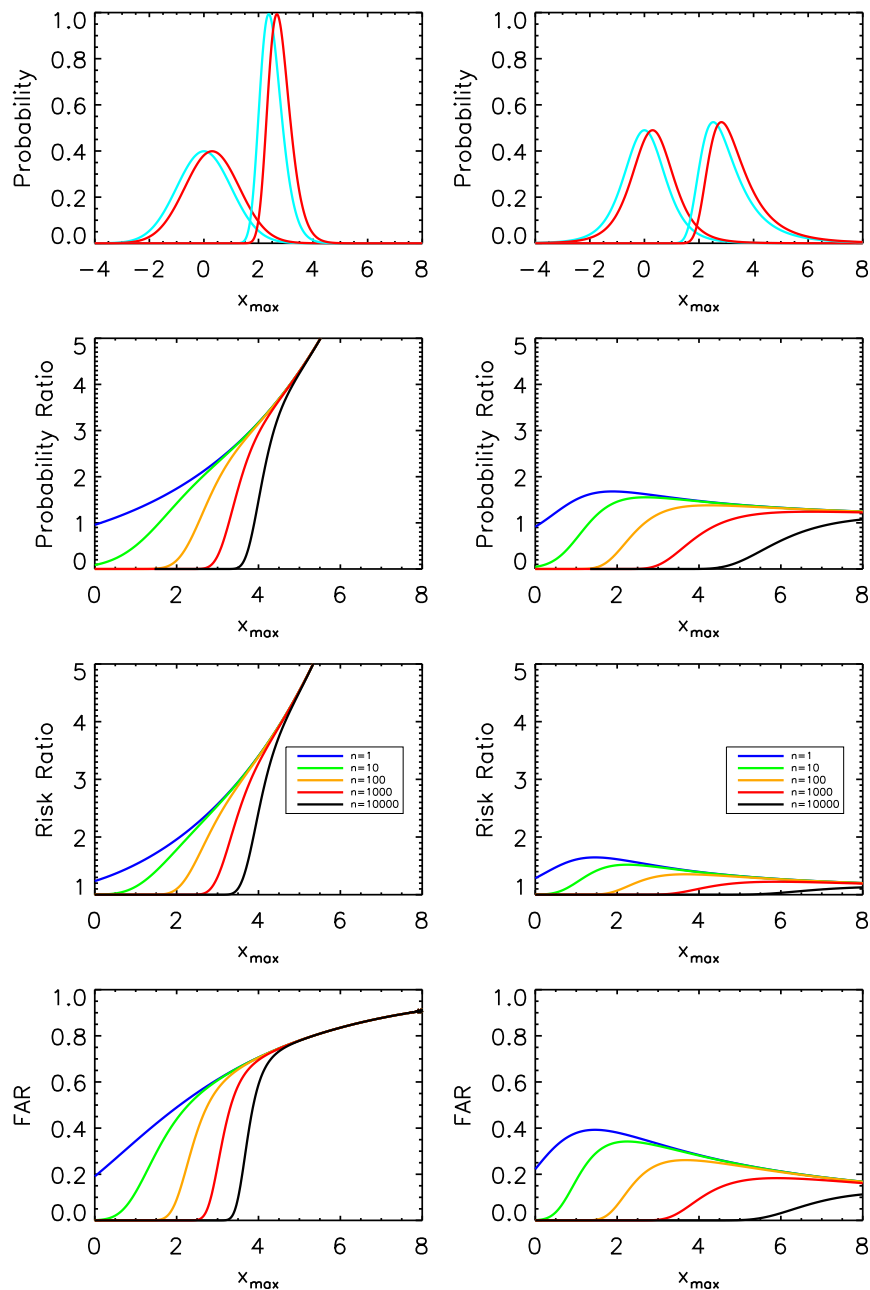 Probability
1.0
0.8
0.6
0.4
0.2
0.0
−4 −2 0 2 4 6 8
xmax
Probability
1.0
0.8
0.6
0.4
0.2
0.0
−4 −2 0 2 4 6 8
xmax
Probability Ratio
5
4
3
2
1
0
0 2 4 6 8
xmax
Probability Ratio
5
4
3
2
1
0
0 2 4 6 8
xmax
Risk Ratio
5
4
3
2
1
n=1
n=10
n=100
n=1000
n=10000
0 2 4 6 8
xmax
Risk Ratio
5
4
3
2
1
n=1
n=10
n=100
n=1000
n=10000
0 2 4 6 8
xmax
FAR
1.0
0.8
0.6
0.4
0.2
0.0
0 2 4 6 8
xmax
FAR
1.0
0.8
0.6
0.4
0.2
0.0
0 2 4 6 8
xmax